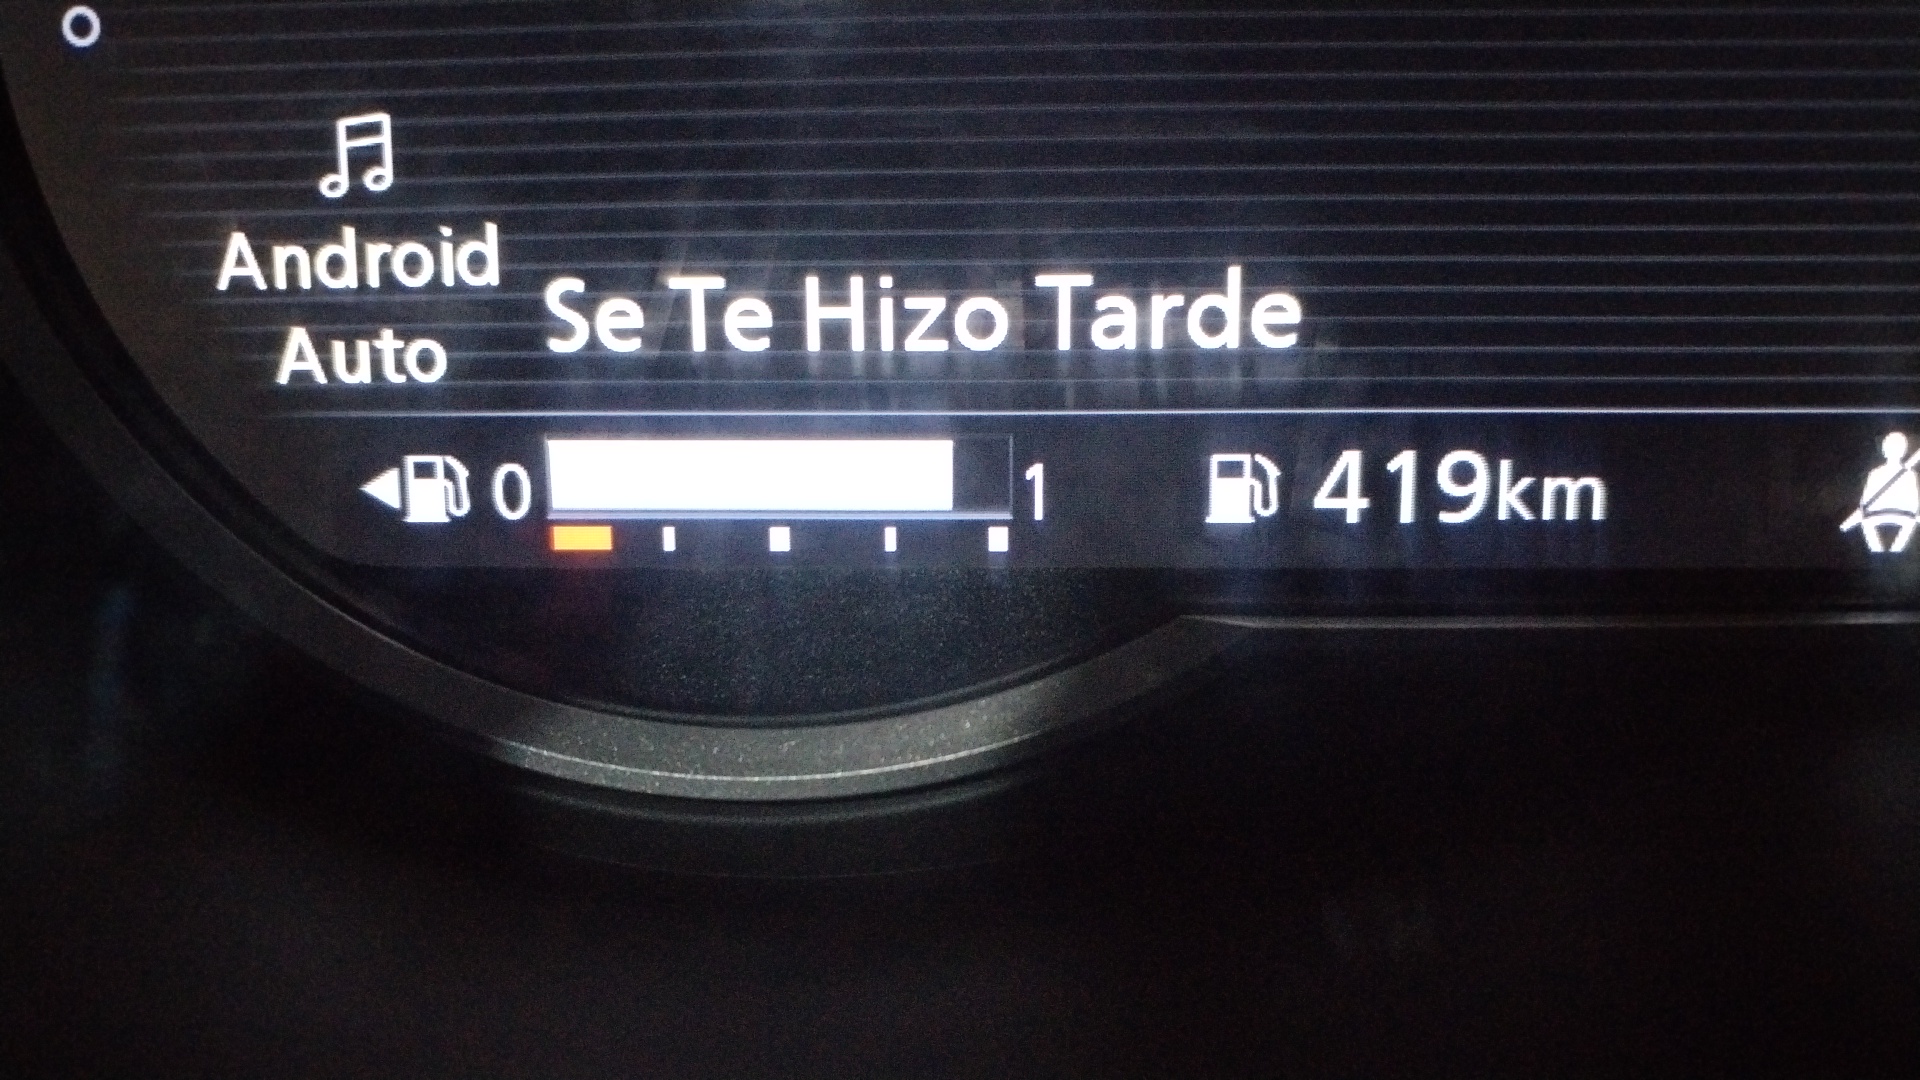 Android
Auto
Se Te Hizo Tarde
0 1 419km